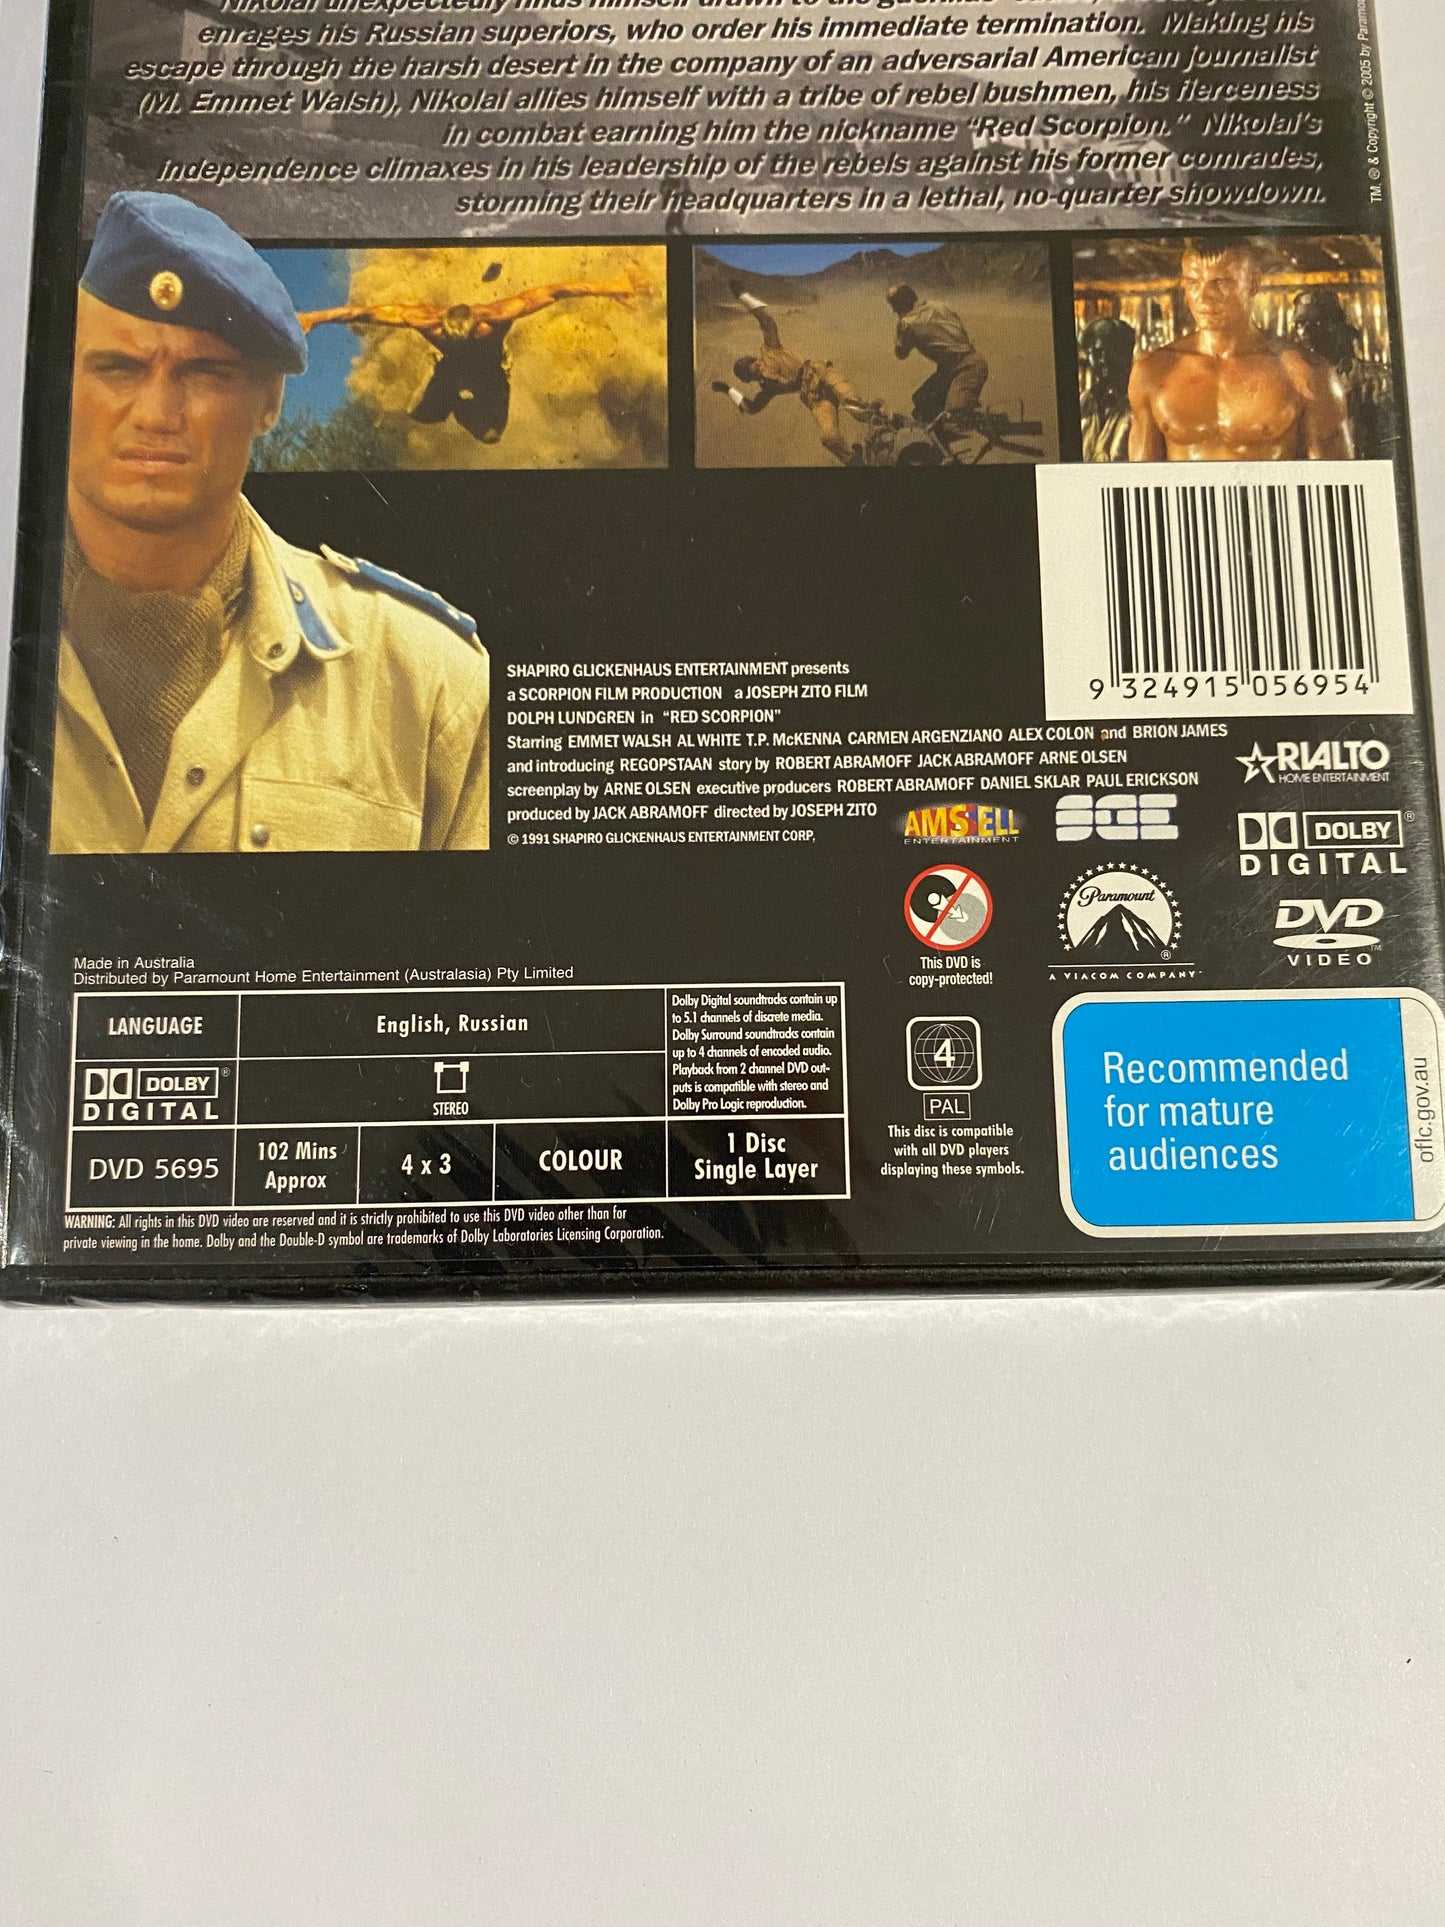 Nikolai unexpectedly finds himself drawn to the guerillas'
enrages his Russian superiors, who order his immediate termination. Making his
escape through the harsh desert in the company of an adversarial American journalist
(M. Emmet Walsh), Nikolai allies himself with a tribe of rebel bushmen, his fierceness
in combat earning him the nickname "Red Scorpion." Nikolai's
independence climaxes in his leadership of the rebels against his former comrades,
storming their headquarters in a lethal, no-quarter showdown.
TM. ® & Copyright © 2005 by
9 324915 056954
SHAPIRO GLICKENHAUS ENTERTAINMENT presents
a SCORPION FILM PRODUCTION a JOSEPH ZITO FILM
DOLPH LUNDGREN in "RED SCORPION"
Starring EMMET WALSH AL WHITE T.P. McKENNA CARMEN ARGENZIANO ALEX COLON and BRION JAMES
and introducing REGOPSTAAN story by ROBERT ABRAMOFF JACK ABRAMOFF ARNE OLSEN
screenplay by ARNE OLSEN executive producers ROBERT ABRAMOFF DANIEL SKLAR PAUL ERICKSON
produced by JACK ABRAMOFF directed by JOSEPH ZITO
© 1991 SHAPIRO GLICKENHAUS ENTERTAINMENT CORP.
RIALTO
HOME ENTERTAINMENT
AMSELL
ENTERTAINMENT
SGE
DOLBY®
DIGITAL
This DVD is
copy-protected!
Paramount
®
A VIACOM COMPANY
DVD
VIDEO
TM
Made in Australia
Distributed by Paramount Home Entertainment (Australasia) Pty Limited
LANGUAGE
English, Russian
DOLBY®
DIGITAL
STEREO
Dolby Digital soundtracks contain up
to 5.1 channels of discrete media.
Dolby Surround soundtracks contain
up to 4 channels of encoded audio.
Playback from 2 channel DVD out-
puts is compatible with stereo and
Dolby Pro Logic reproduction.
DVD 5695
102 Mins
Approx
4 x 3
COLOUR
1 Disc
Single Layer
4
PAL
This disc is compatible
with all DVD players
displaying these symbols.
Recommended
for mature
audiences
oflc.gov.au
WARNING: All rights in this DVD video are reserved and it is strictly prohibited to use this DVD video other than for
private viewing in the home. Dolby and the Double-D symbol are trademarks of Dolby Laboratories Licensing Corporation.